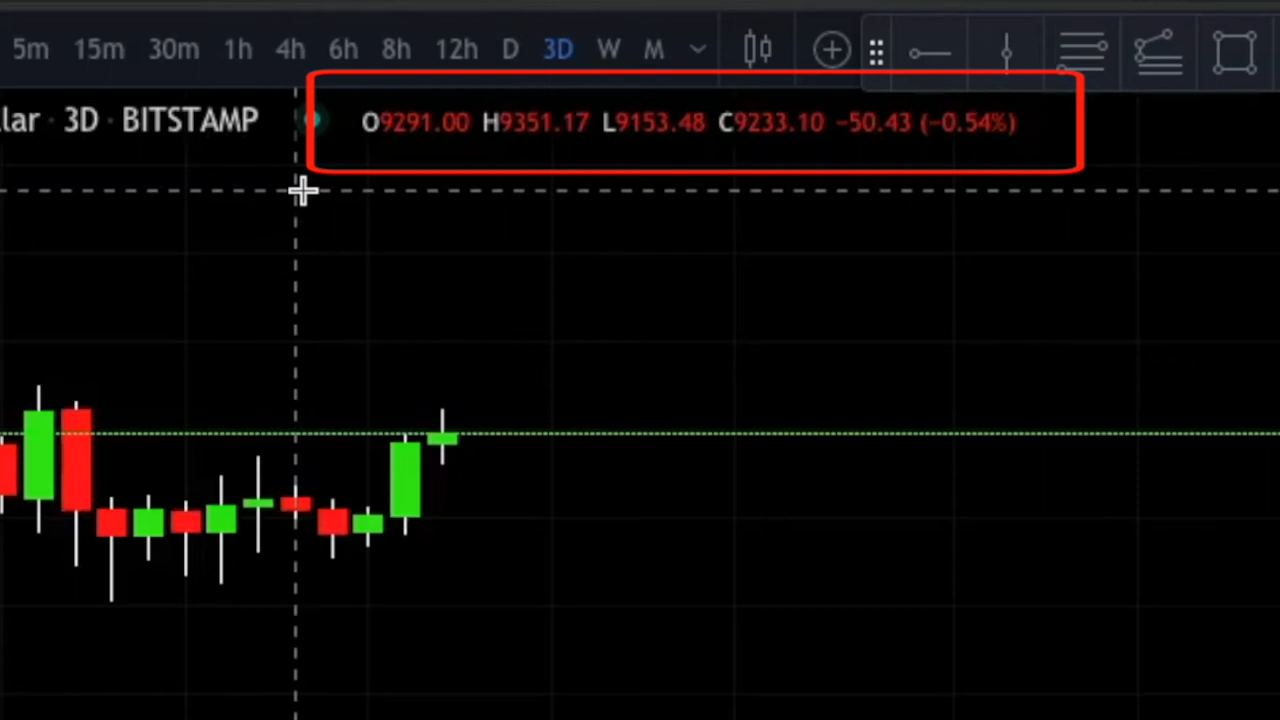 5m 15m 30m 1h 4h 6h 8h 12h D 3D W M
llar · 3D · BITSTAMP O9291.00 H9351.17 L9153.48 C9233.10 −50.43 (−0.54%)